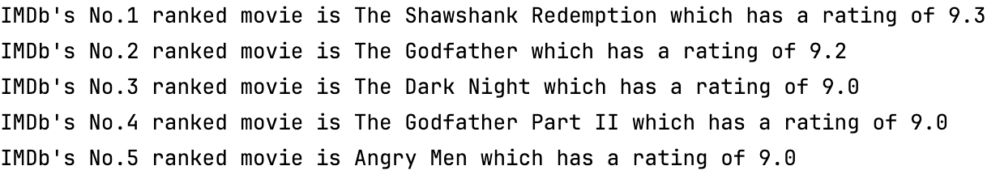 IMDb's No.1 ranked movie is The Shawshank Redemption which has a rating of 9.3
IMDb's No.2 ranked movie is The Godfather which has a rating of 9.2
IMDb's No.3 ranked movie is The Dark Night which has a rating of 9.0
IMDb's No.4 ranked movie is The Godfather Part II which has a rating of 9.0
IMDb's No.5 ranked movie is Angry Men which has a rating of 9.0